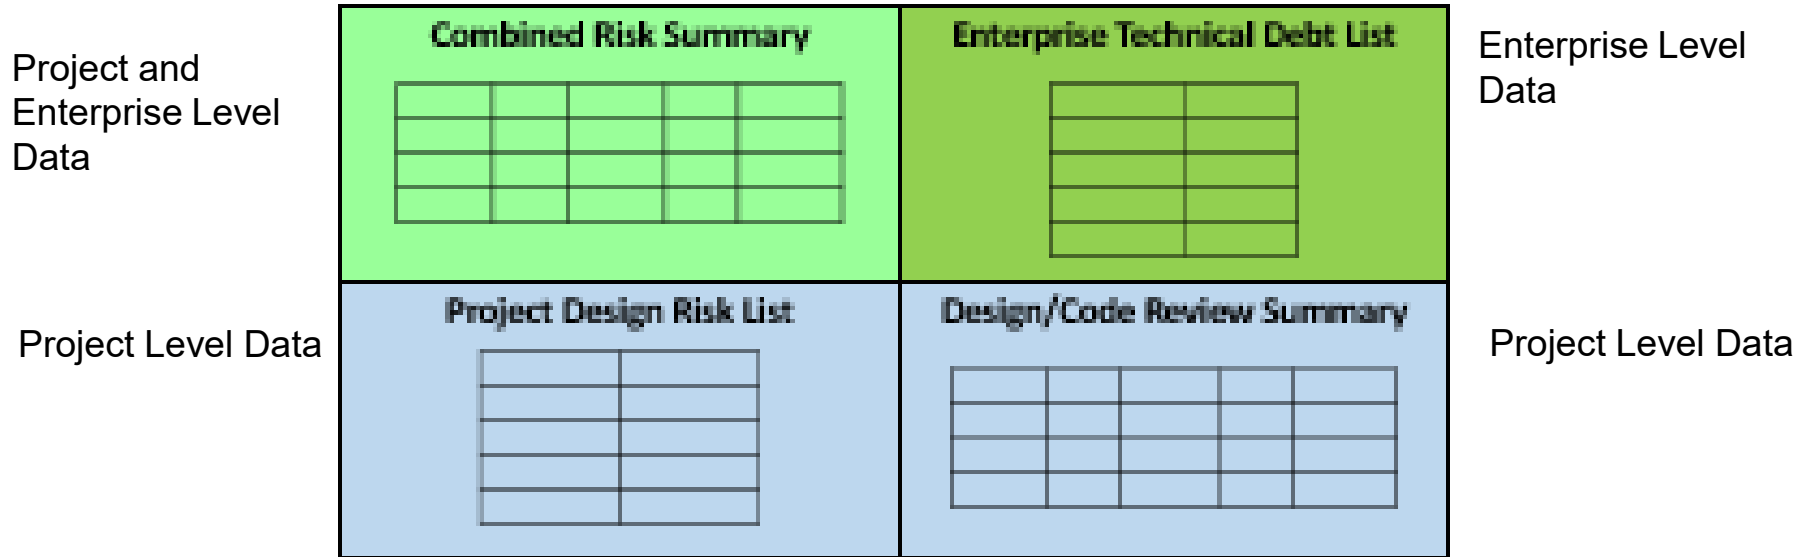 Project and
Enterprise Level
Data
Combined Risk Summary
Enterprise Technical Debt List
Enterprise Level
Data
Project Level Data
Project Design Risk List
Design/Code Review Summary
Project Level Data